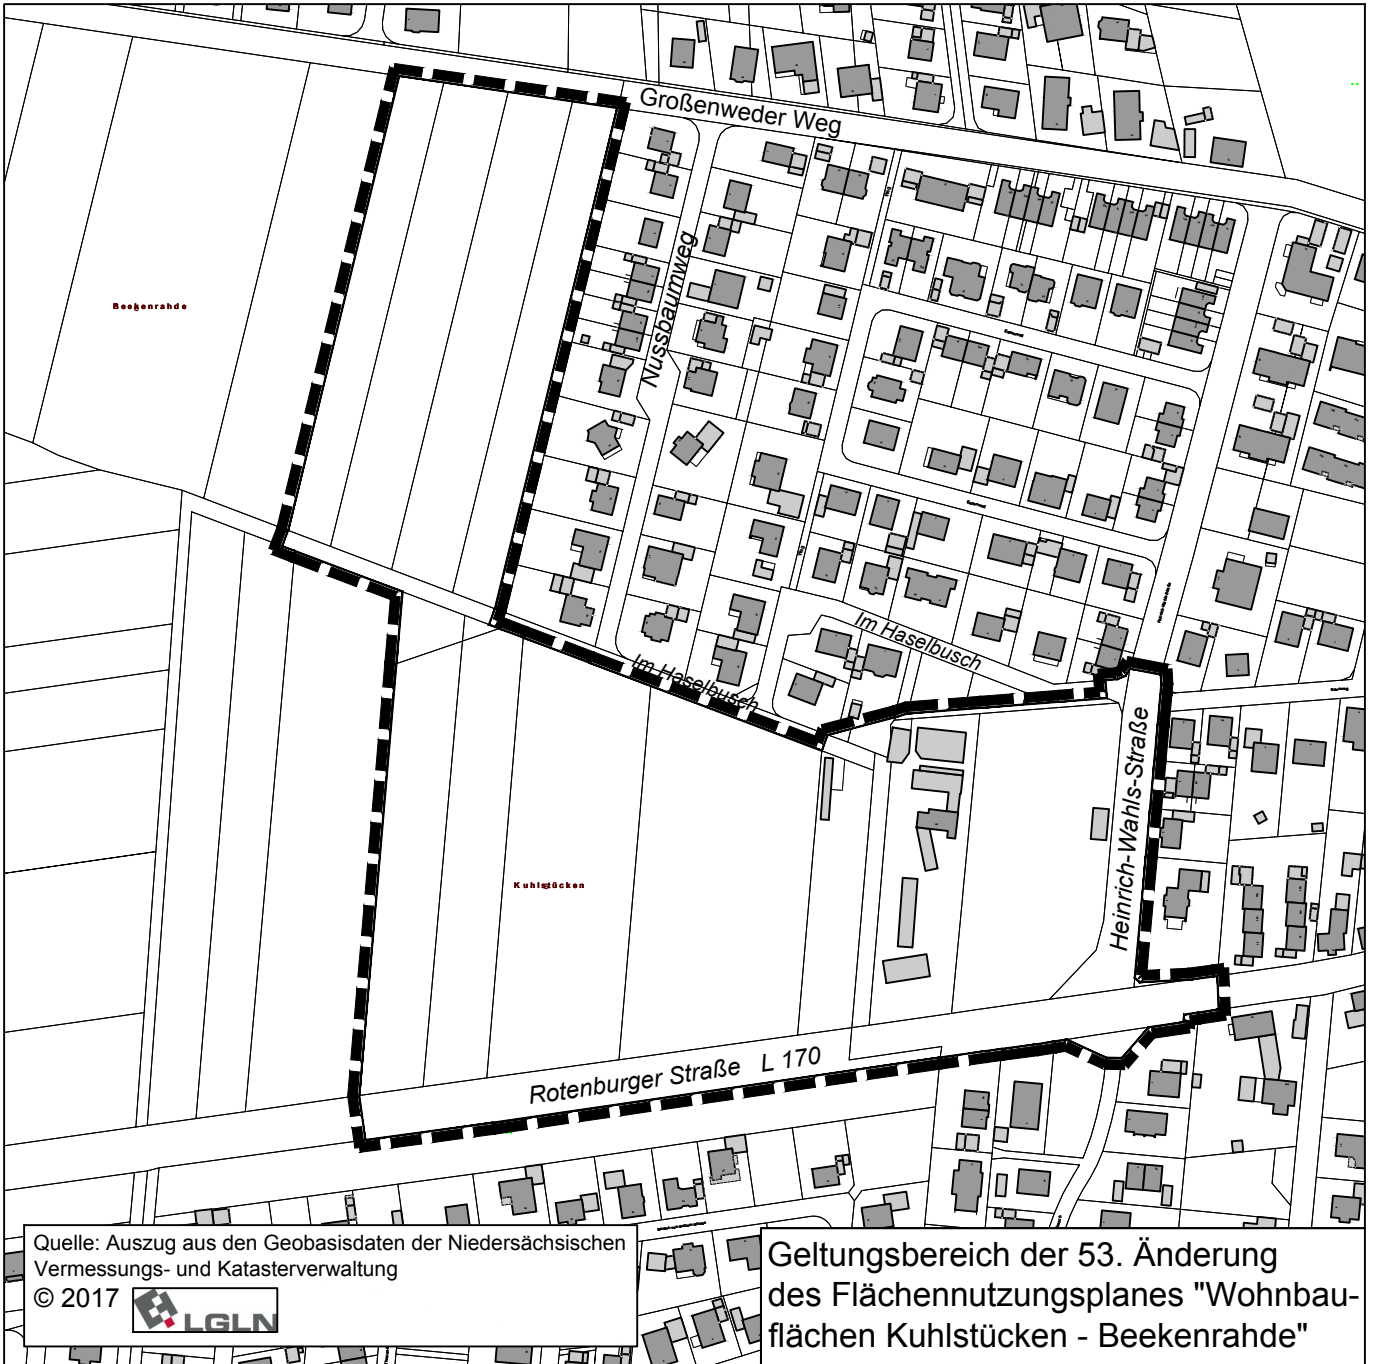 Großenweder Weg
Nussbaumweg
Beekenrahde
Im Haselbusch
Im Haselbusch
Heinrich-Wahls-Straße
Kuhlstücken
Rotenburger Straße L 170
Quelle: Auszug aus den Geobasisdaten der Niedersächsischen
Vermessungs- und Katasterverwaltung
© 2017
LGLN
Geltungsbereich der 53. Änderung
des Flächennutzungsplanes "Wohnbau-
flächen Kuhlstücken - Beekenrahde"